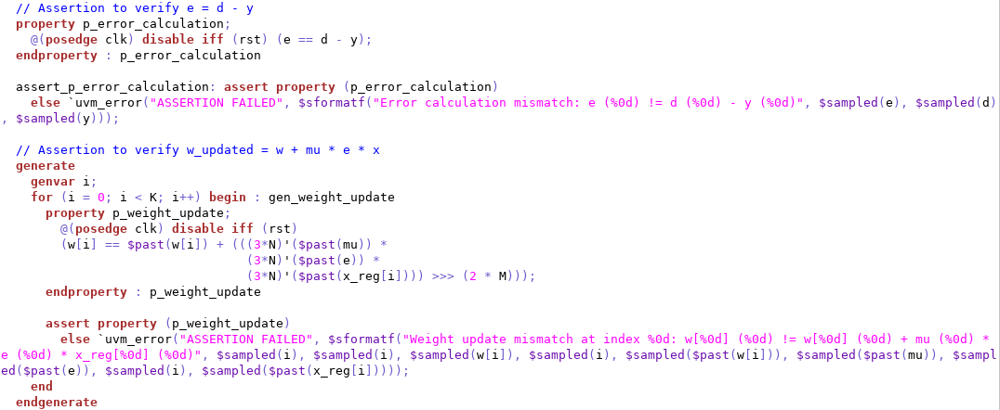 // Assertion to verify e = d - y
  property p_error_calculation;
    @(posedge clk) disable iff (rst) (e == d - y);
  endproperty : p_error_calculation

  assert_p_error_calculation: assert property (p_error_calculation)
    else `uvm_error("ASSERTION FAILED", $sformatf("Error calculation mismatch: e (%0d) != d (%0d) - y (%0d)", $sampled(e), $sampled(d)
, $sampled(y)));

  // Assertion to verify w_updated = w + mu * e * x
  generate
    genvar i;
    for (i = 0; i < K; i++) begin : gen_weight_update
      property p_weight_update;
        @(posedge clk) disable iff (rst)
        (w[i] == $past(w[i]) + (((3*N)'($past(mu)) *
                                 (3*N)'($past(e)) *
                                 (3*N)'($past(x_reg[i]))) >>> (2 * M)));
      endproperty : p_weight_update

      assert property (p_weight_update)
        else `uvm_error("ASSERTION FAILED", $sformatf("Weight update mismatch at index %0d: w[%0d] (%0d) != w[%0d] (%0d) + mu (%0d) *
e (%0d) * x_reg[%0d] (%0d)", $sampled(i), $sampled(i), $sampled(w[i]), $sampled(i), $sampled($past(w[i])), $sampled($past(mu)), $sampl
ed($past(e)), $sampled(i), $sampled($past(x_reg[i]))));
    end
  endgenerate